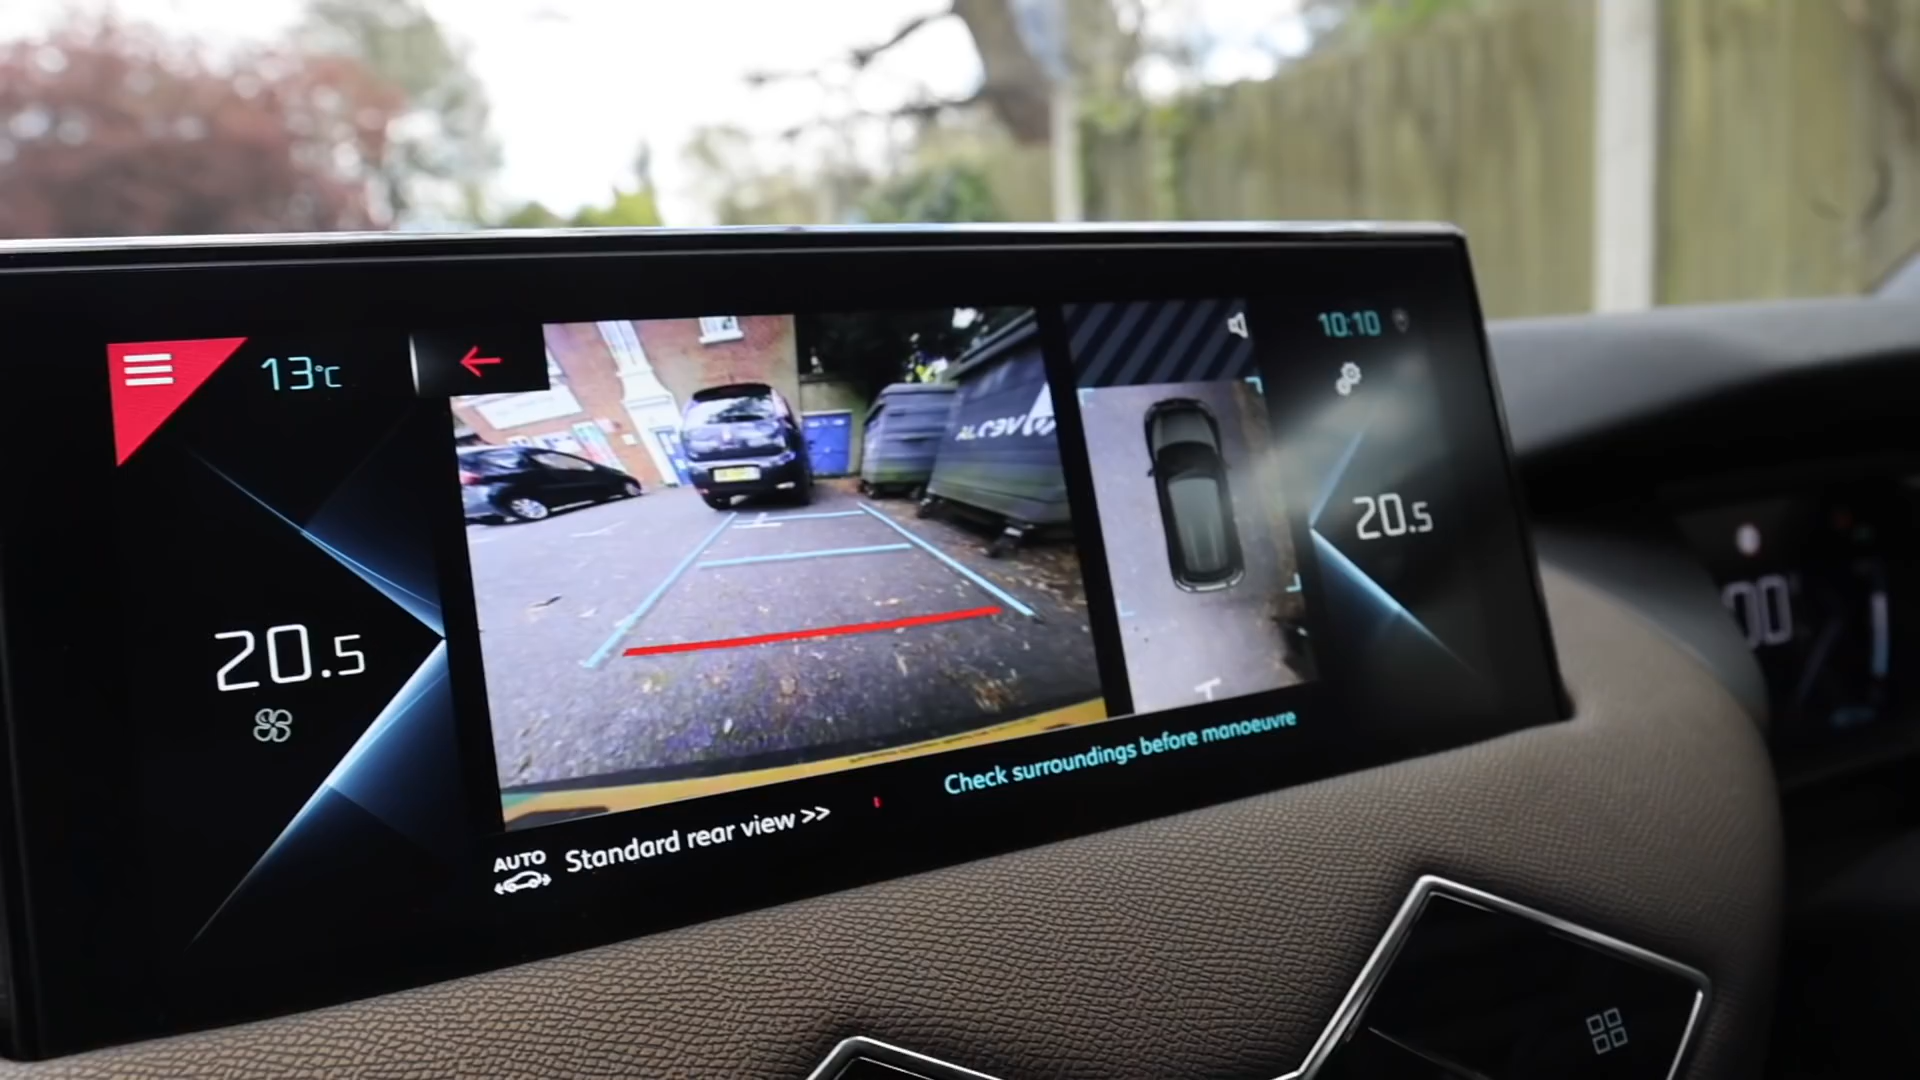 13°C
10:10
20.5
20.5
Check surroundings before manoeuvre
AUTO
Standard rear view >>